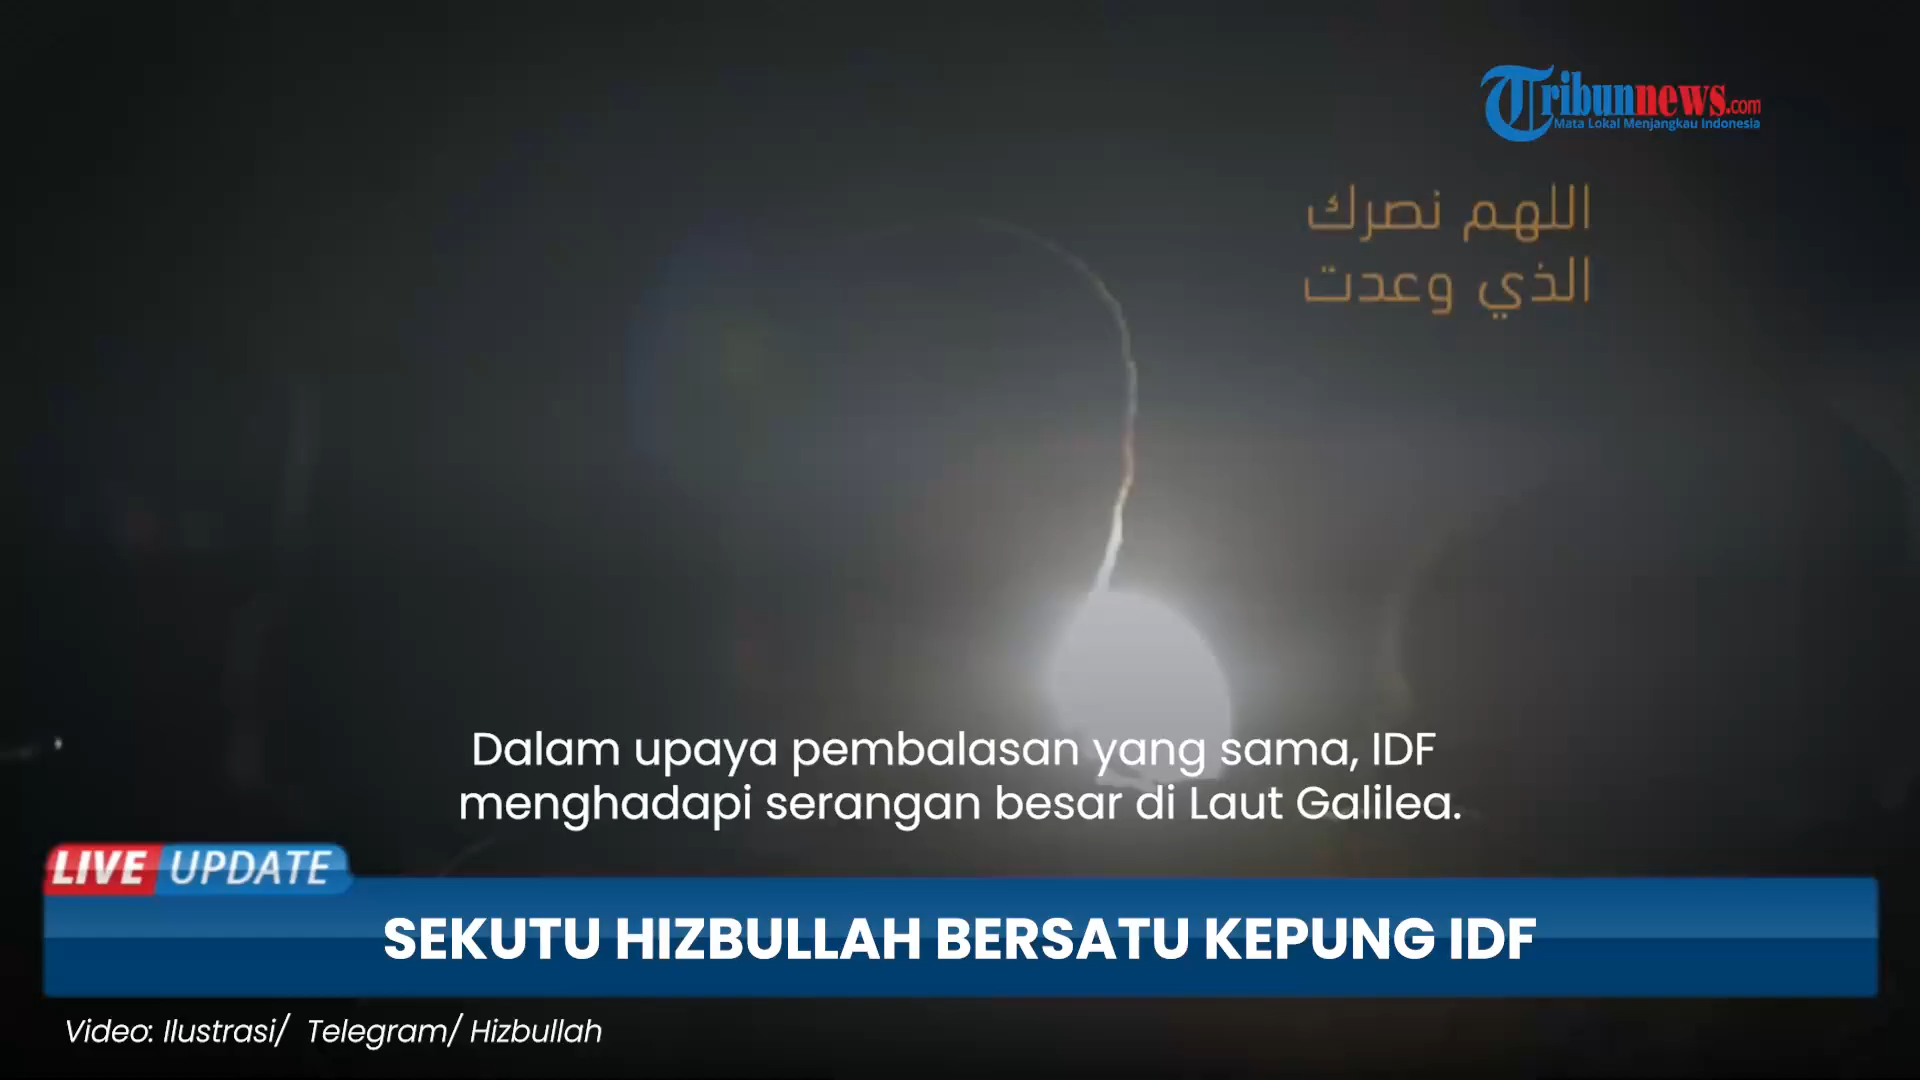 Tribunnews.com
Mata Lokal Menjangkau Indonesia
اللهم نصرك
الذي وعدت
Dalam upaya pembalasan yang sama, IDF
menghadapi serangan besar di Laut Galilea.
LIVE UPDATE
SEKUTU HIZBULLAH BERSATU KEPUNG IDF
Video: Ilustrasi/ Telegram/ Hizbullah